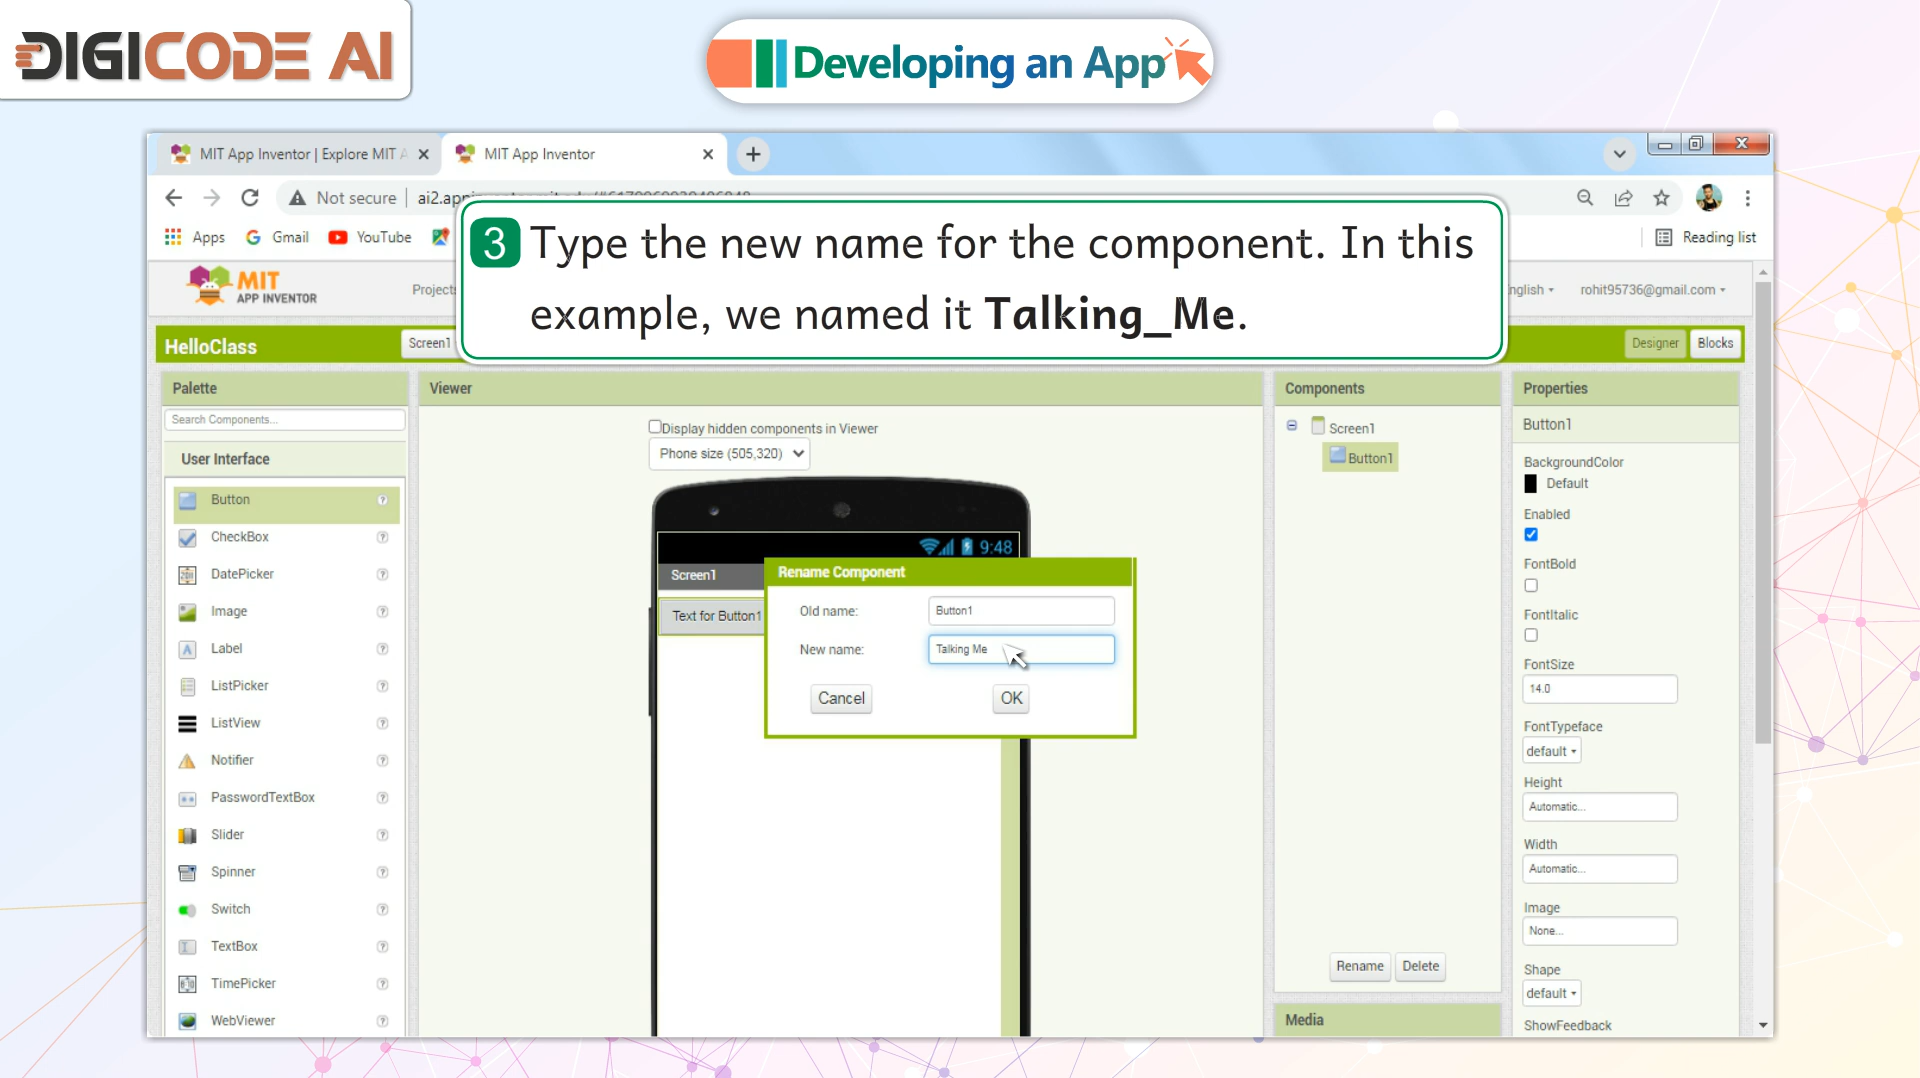 DIGICODE AI
Developing an App
MIT App Inventor | Explore MIT A
MIT App Inventor
Not secure
ai2.ap
Apps
Gmail
YouTube
Reading list
3 Type the new name for the component. In this
example, we named it Talking_Me.
MIT
APP INVENTOR
Projects
nglish
rohit95736@gmail.com
HelloClass
Screen1
Designer
Blocks
Palette
Search Components...
User Interface
Button
CheckBox
DatePicker
Image
Label
ListPicker
ListView
Notifier
PasswordTextBox
Slider
Spinner
Switch
TextBox
TimePicker
WebViewer
Viewer
Display hidden components in Viewer
Phone size (505,320)
9:48
Screen1
Text for Button1
Rename Component
Old name: Button1
New name: Talking Me
Cancel OK
Components
Screen1
Button1
Rename Delete
Media
Properties
Button1
BackgroundColor
Default
Enabled
FontBold
FontItalic
FontSize
14.0
FontTypeface
default
Height
Automatic...
Width
Automatic...
Image
None...
Shape
default
ShowFeedback